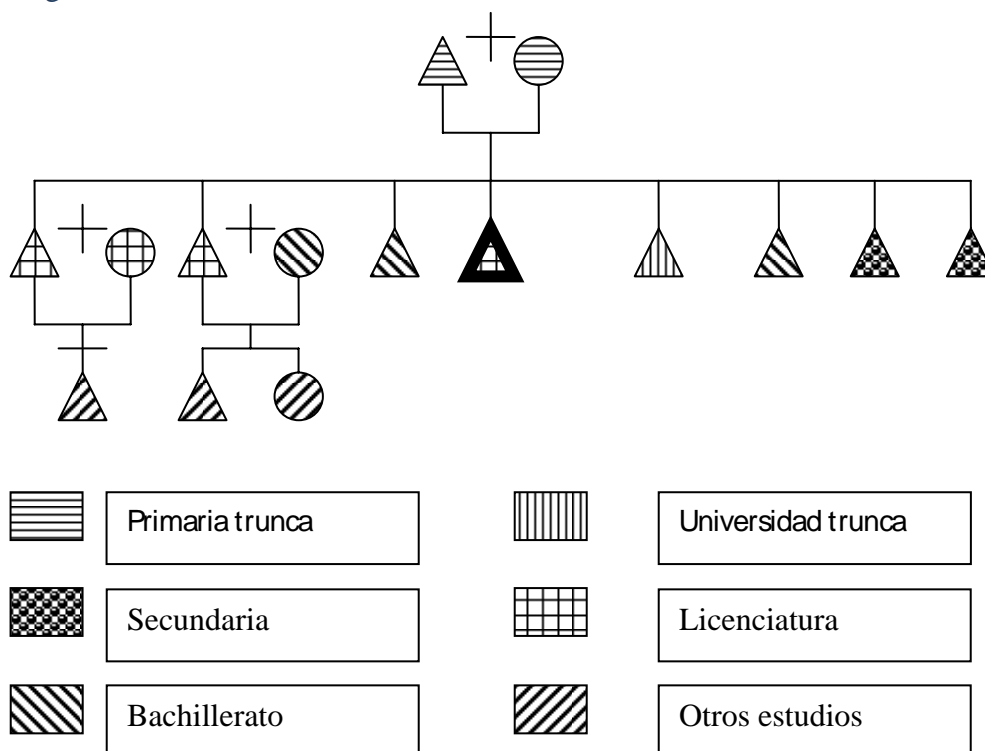 Primaria trunca
Universidad trunca
Secundaria
Licenciatura
Bachillerato
Otros estudios